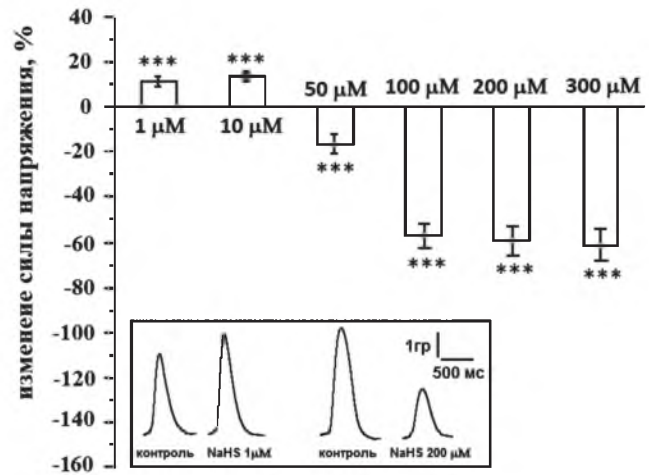 изменение силы напряжения, %
40
20
0
-20
-40
-60
-80
-100
-120
-140
-160
*** *** 50 μM 100 μM 200 μM 300 μM
1 μM 10 μM
*** *** *** ***
1гр
500 мс
контроль NaHS 1μM контроль NaHS 200 μM